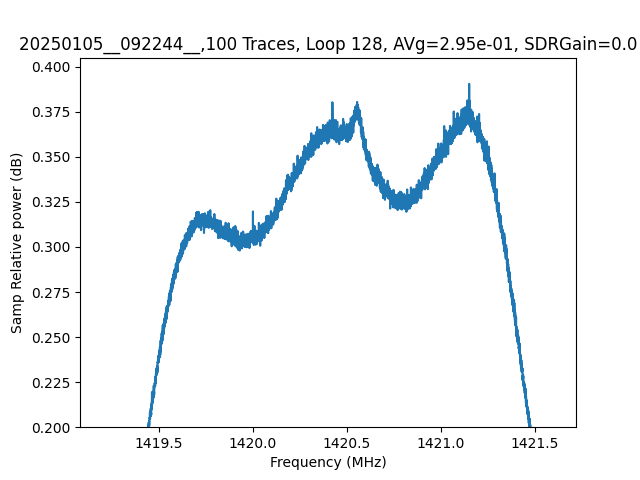 20250105__092244__,100 Traces, Loop 128, AVg=2.95e-01, SDRGain=0.0
0.400
0.375
0.350
0.325
0.300
0.275
0.250
0.225
0.200
Samp Relative power (dB)
1419.5 1420.0 1420.5 1421.0 1421.5
Frequency (MHz)